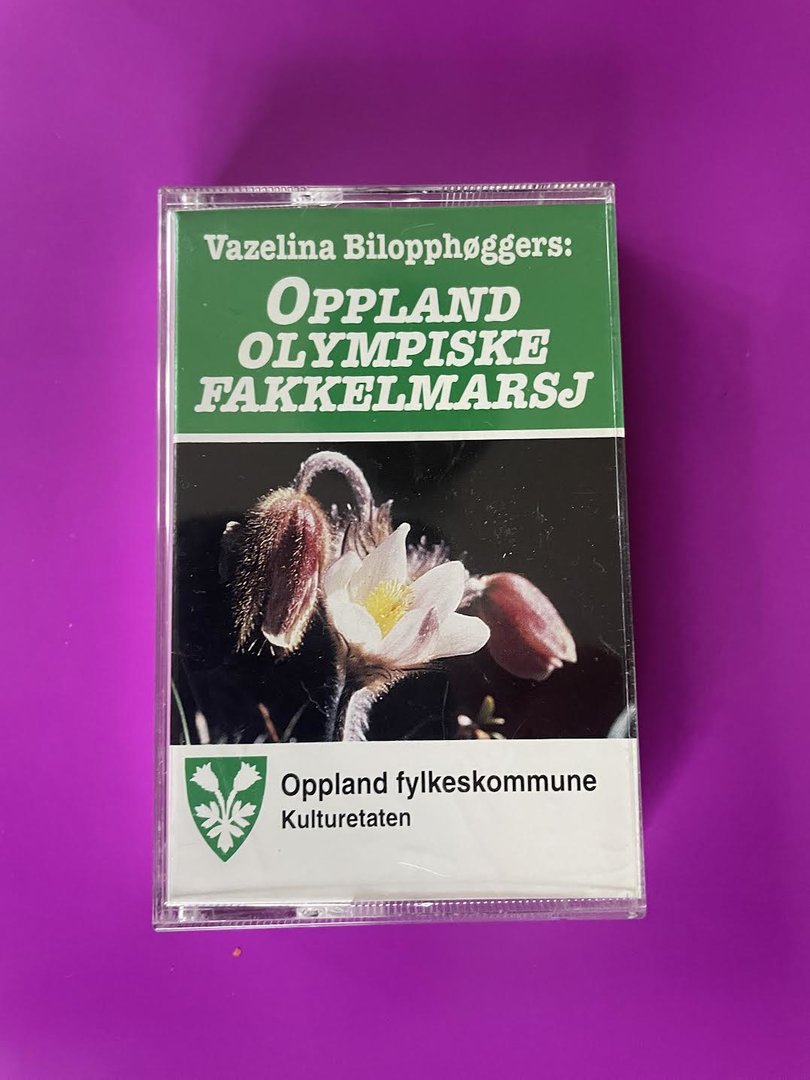 Vazelina Bilopphøggers:
OPPLAND
OLYMPISKE
FAKKELMARSJ
Oppland fylkeskommune
Kulturetaten